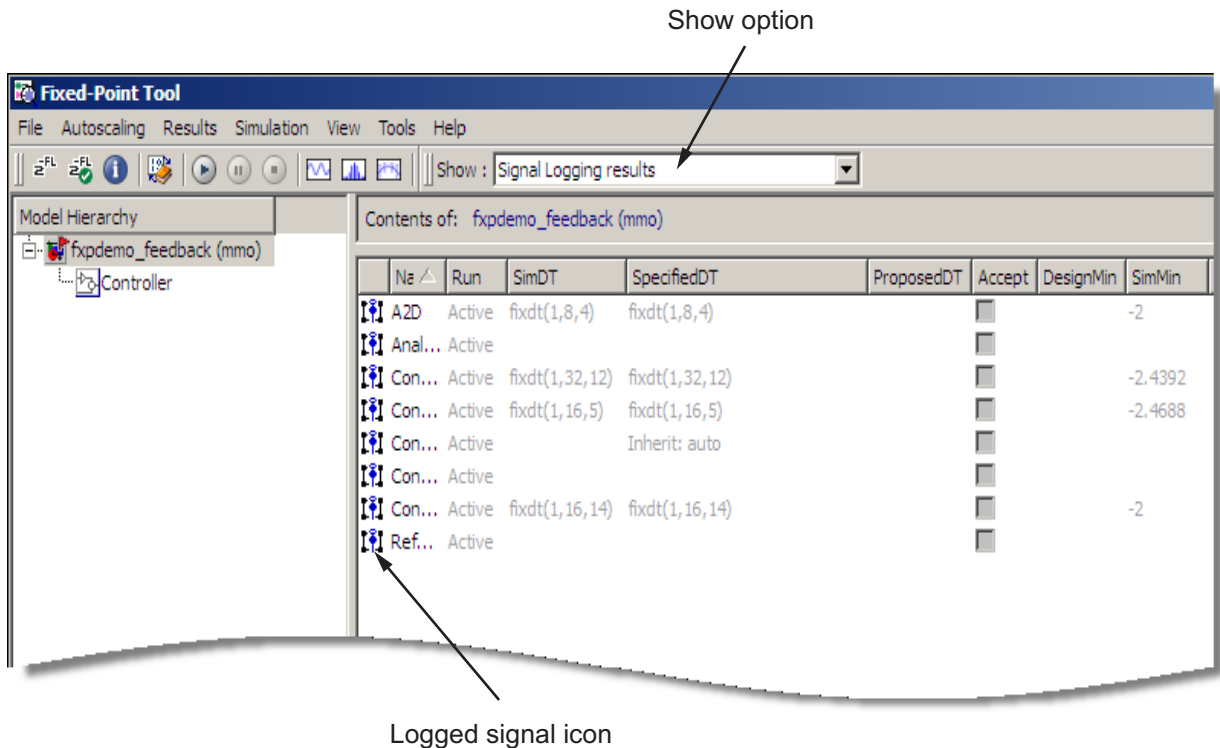 Show option
Fixed-Point Tool
File Autoscaling Results Simulation View Tools Help
Show : Signal Logging results
Model Hierarchy
Contents of: fxpdemo_feedback (mmo)
fxpdemo_feedback (mmo)
Controller
Na Run SimDT SpecifiedDT ProposedDT Accept DesignMin SimMin
A2D Active fixdt(1,8,4) fixdt(1,8,4) -2
Anal... Active
Con... Active fixdt(1,32,12) fixdt(1,32,12) -2.4392
Con... Active fixdt(1,16,5) fixdt(1,16,5) -2.4688
Con... Active Inherit: auto
Con... Active
Con... Active fixdt(1,16,14) fixdt(1,16,14) -2
Ref... Active
Logged signal icon